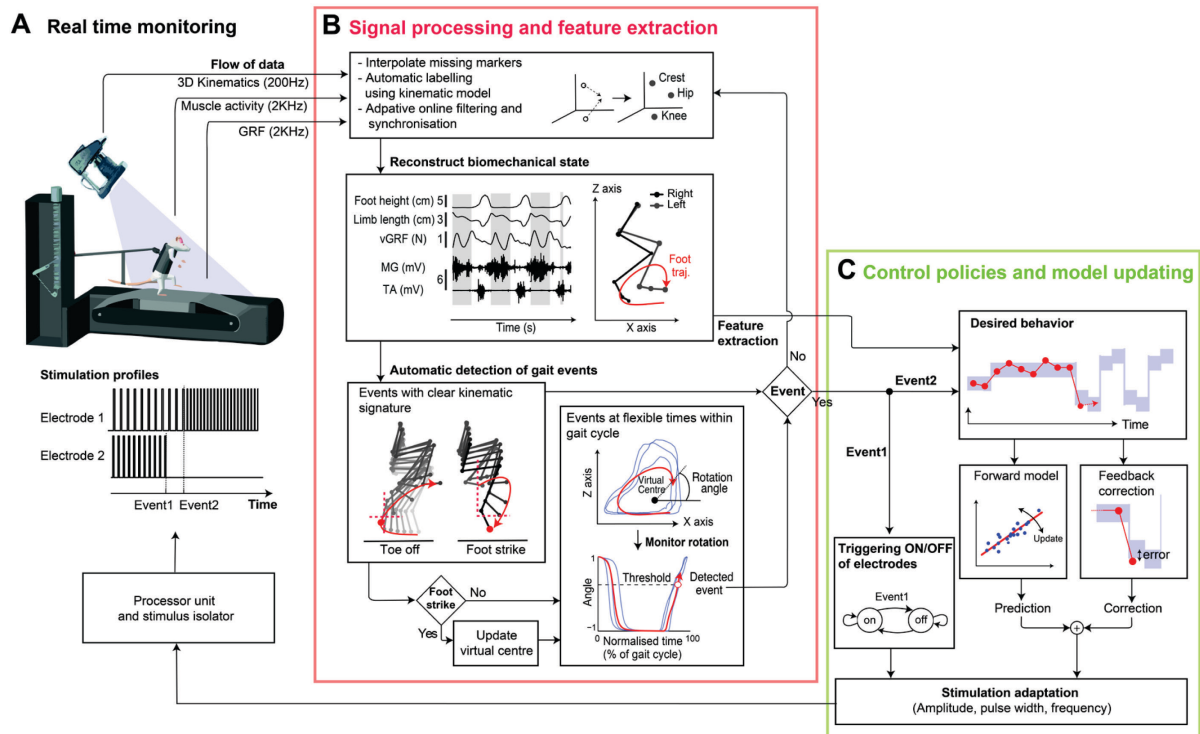 A Real time monitoring
Flow of data
3D Kinematics (200Hz)
Muscle activity (2KHz)
GRF (2KHz)
Stimulation profiles
Electrode 1
Electrode 2
Event1
Event2
Time
Processor unit
and stimulus isolator
B Signal processing and feature extraction
- Interpolate missing markers
- Automatic labelling
using kinematic model
- Adpative online filtering and
synchronisation
Crest
Hip
Knee
Reconstruct biomechanical state
Foot height (cm) 5
Limb length (cm) 3
vGRF (N) 1
MG (mV)
6
TA (mV)
Time (s)
Z axis
Right
Left
Foot
traj.
X axis
Feature
extraction
Automatic detection of gait events
Events with clear kinematic
signature
Toe off
Foot strike
Foot
strike
No
Yes
Update
virtual centre
Events at flexible times within
gait cycle
Z axis
Virtual
Centre
Rotation
angle
X axis
Monitor rotation
1
Angle
-1
Threshold
Detected
event
0
100
Normalised time
(% of gait cycle)
No
Event
Yes
C Control policies and model updating
Desired behavior
Time
Event2
Event1
Forward model
Update
Feedback
correction
error
Prediction
Correction
+
Triggering ON/OFF
of electrodes
Event1
on
off
Stimulation adaptation
(Amplitude, pulse width, frequency)